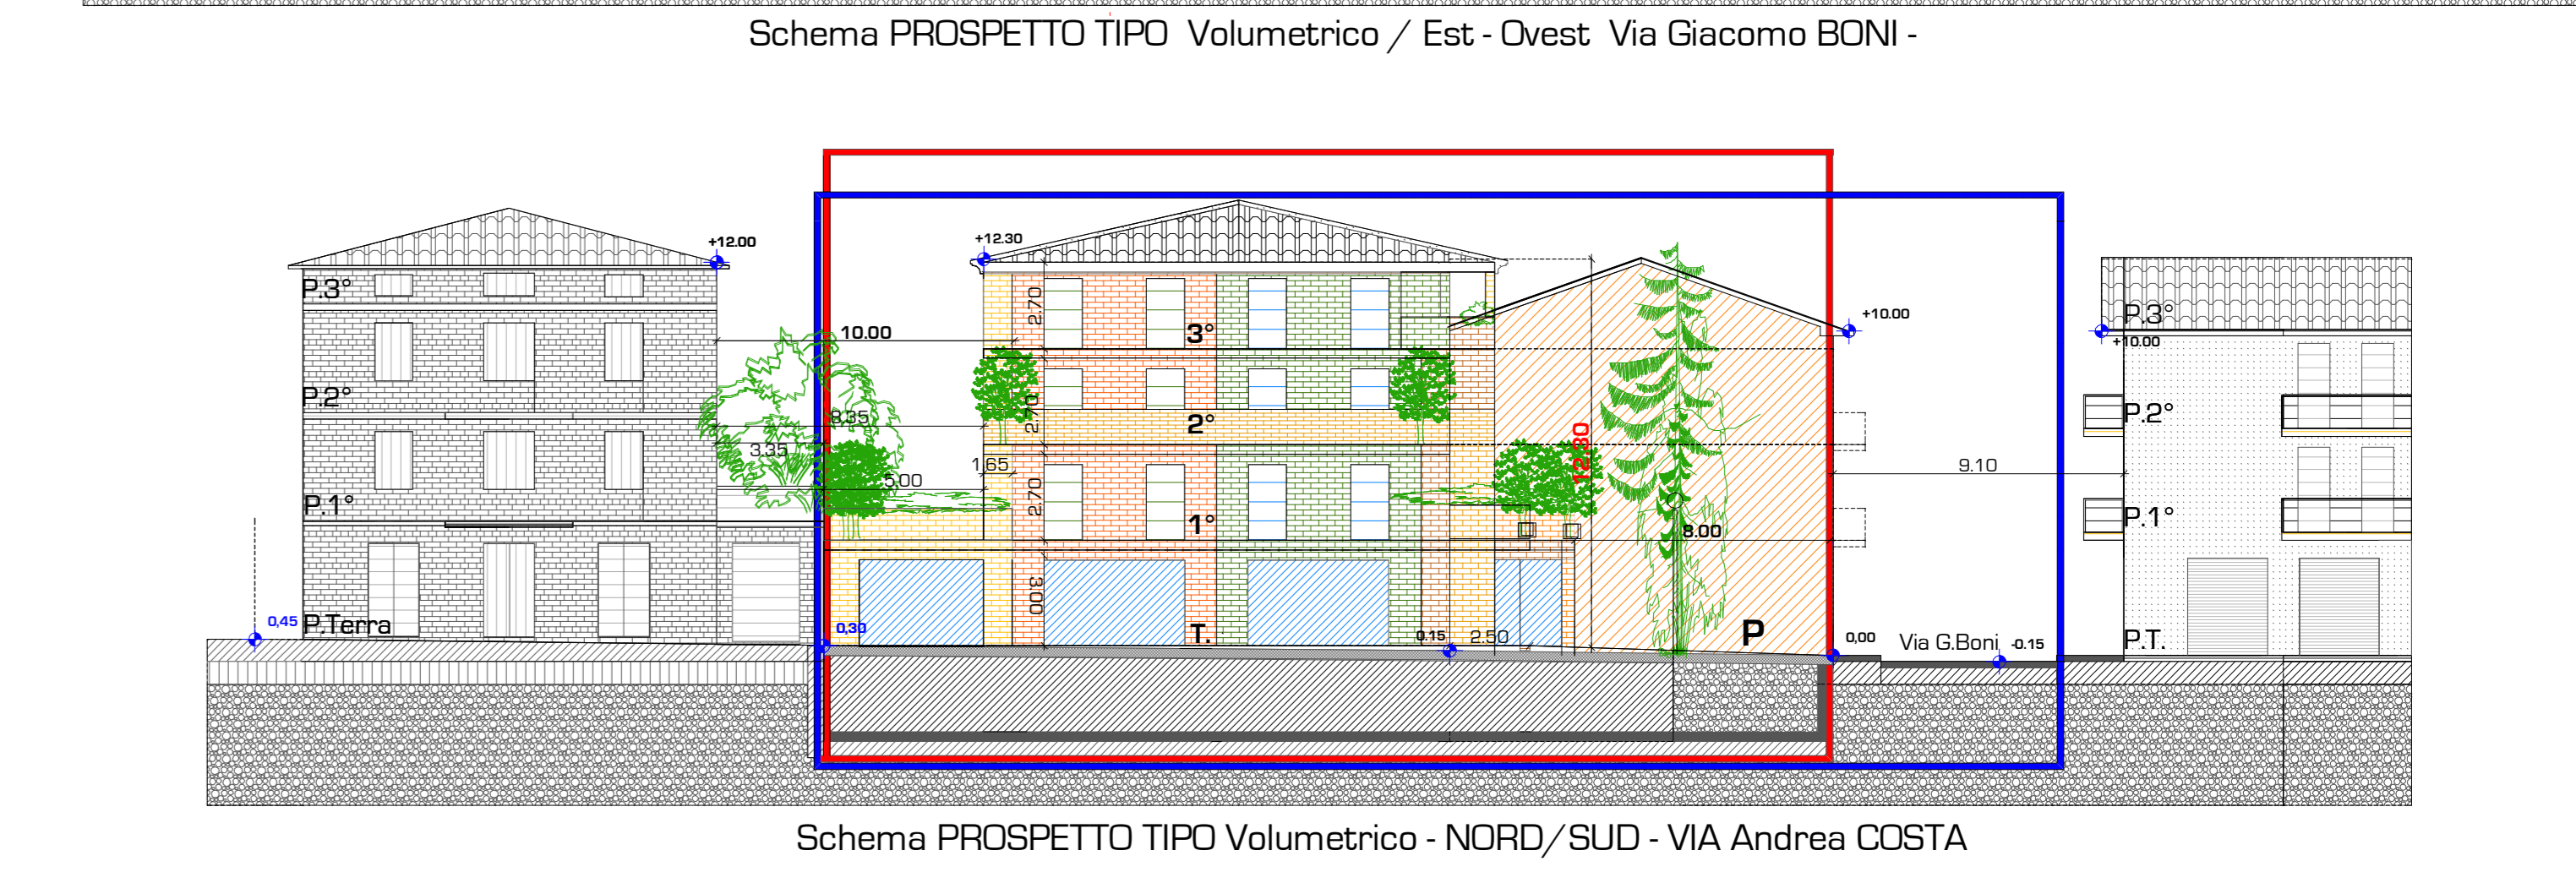 Schema PROSPETTO TIPO Volumetrico / Est - Ovest Via Giacomo BONI -
+12.00
+12.30
P.3°
2.70
3°
10.00
+10.00
P.3°
+10.00
P.2°
8.35
2.70
2°
12.30
P.2°
3.35
1.65
9.10
5.00
P.1°
2.70
1°
8.00
P.1°
3.00
0,45
P.Terra
0,30
T.
0.15
2.50
P
0,00
Via G.Boni
-0.15
P.T.
Schema PROSPETTO TIPO Volumetrico - NORD/SUD - VIA Andrea COSTA